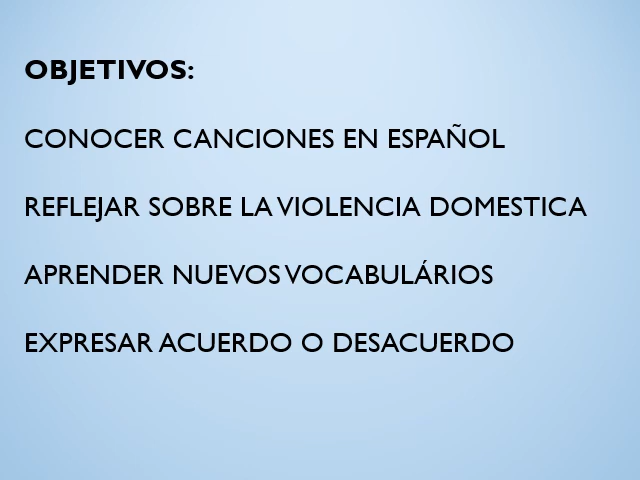 OBJETIVOS:
CONOCER CANCIONES EN ESPAÑOL
REFLEJAR SOBRE LA VIOLENCIA DOMESTICA
APRENDER NUEVOS VOCABULÁRIOS
EXPRESAR ACUERDO O DESACUERDO